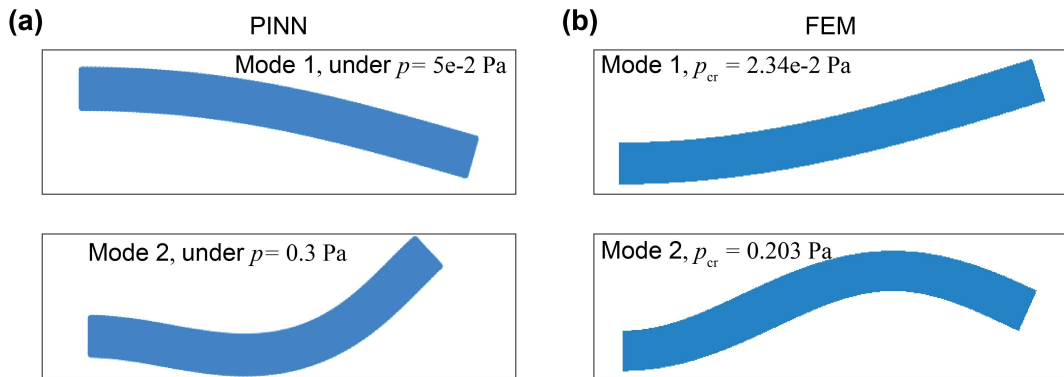 (a) PINN
Mode 1, under p= 5e-2 Pa
Mode 2, under p= 0.3 Pa
(b) FEM
Mode 1, pcr = 2.34e-2 Pa
Mode 2, pcr = 0.203 Pa